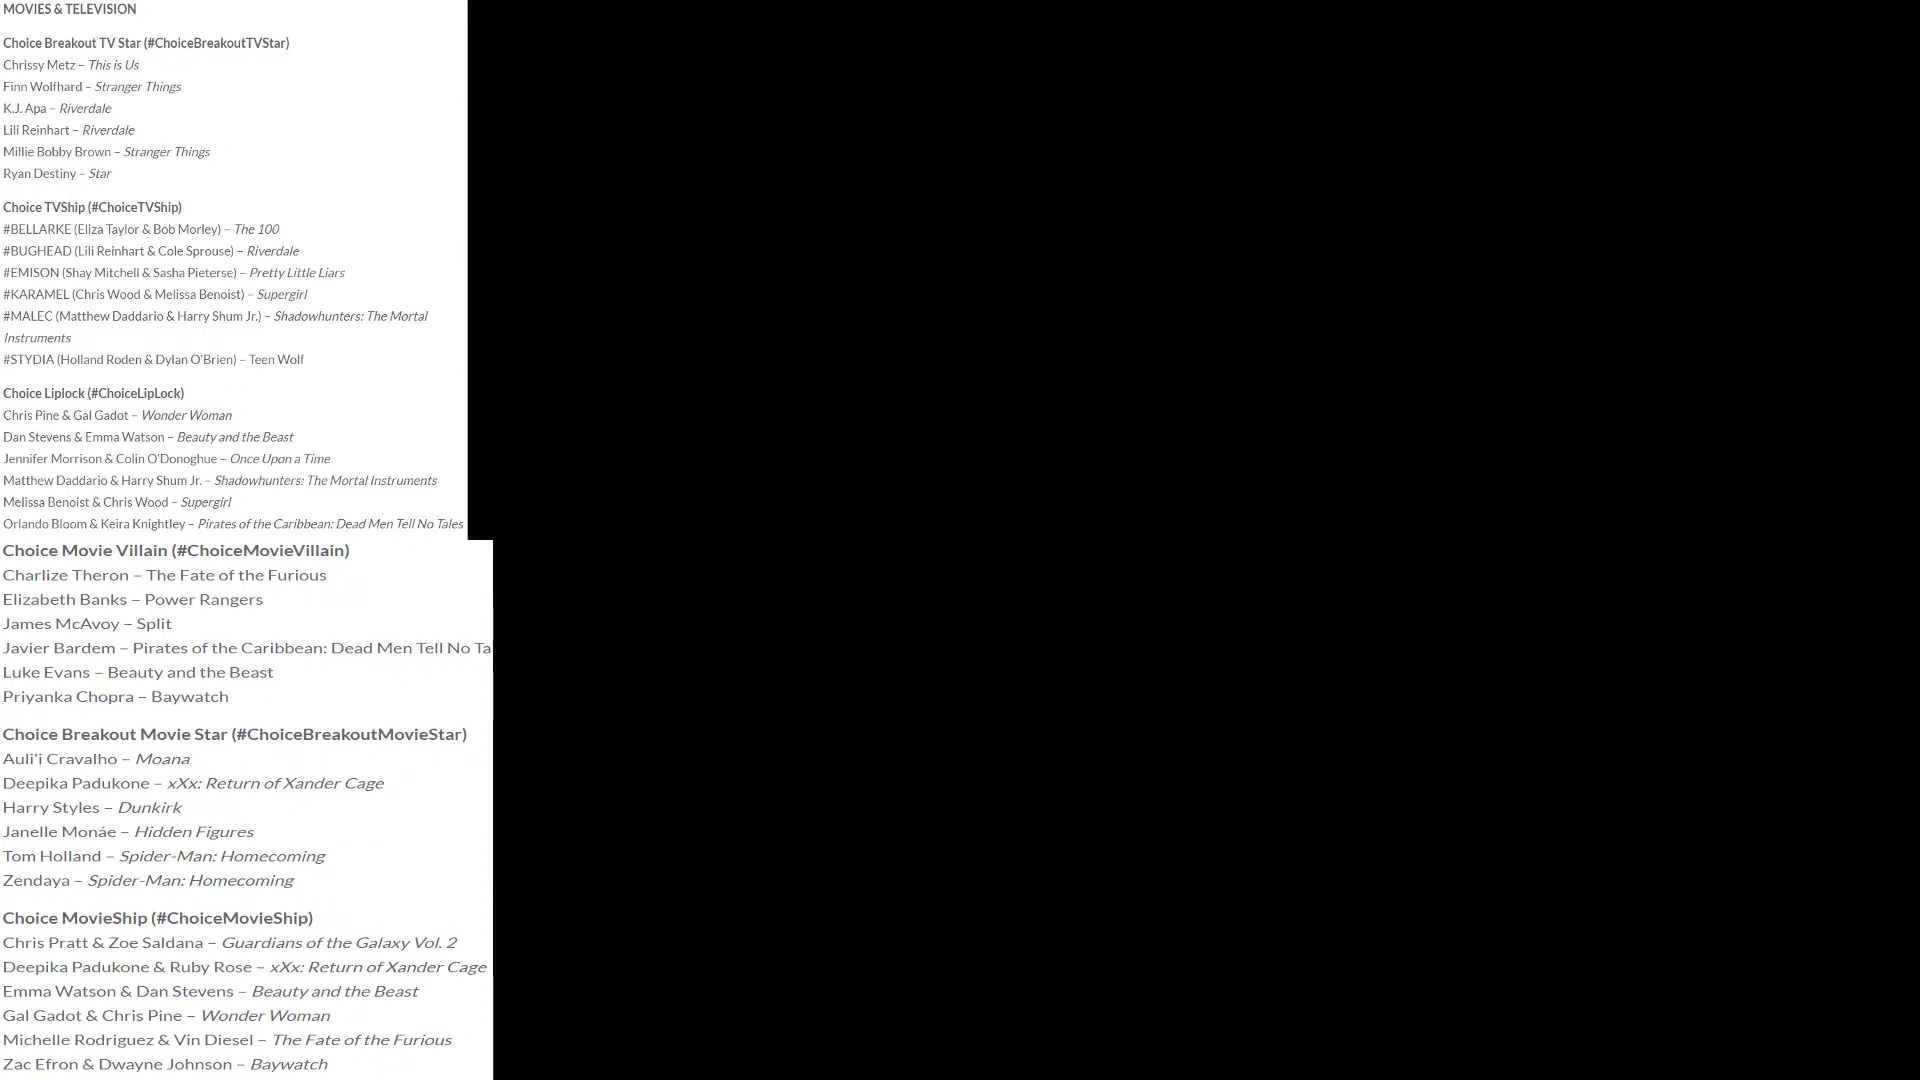 MOVIES & TELEVISION
Choice Breakout TV Star (#ChoiceBreakoutTVStar)
Chrissy Metz – This is Us
Finn Wolfhard – Stranger Things
K.J. Apa – Riverdale
Lili Reinhart – Riverdale
Millie Bobby Brown – Stranger Things
Ryan Destiny – Star
Choice TVShip (#ChoiceTVShip)
#BELLARKE (Eliza Taylor & Bob Morley) – The 100
#BUGHEAD (Lili Reinhart & Cole Sprouse) – Riverdale
#EMISON (Shay Mitchell & Sasha Pieterse) – Pretty Little Liars
#KARAMEL (Chris Wood & Melissa Benoist) – Supergirl
#MALEC (Matthew Daddario & Harry Shum Jr.) – Shadowhunters: The Mortal
Instruments
#STYDIA (Holland Roden & Dylan O'Brien) – Teen Wolf
Choice Liplock (#ChoiceLipLock)
Chris Pine & Gal Gadot – Wonder Woman
Dan Stevens & Emma Watson – Beauty and the Beast
Jennifer Morrison & Colin O'Donoghue – Once Upon a Time
Matthew Daddario & Harry Shum Jr. – Shadowhunters: The Mortal Instruments
Melissa Benoist & Chris Wood – Supergirl
Orlando Bloom & Keira Knightley – Pirates of the Caribbean: Dead Men Tell No Tales
Choice Movie Villain (#ChoiceMovieVillain)
Charlize Theron – The Fate of the Furious
Elizabeth Banks – Power Rangers
James McAvoy – Split
Javier Bardem – Pirates of the Caribbean: Dead Men Tell No Ta
Luke Evans – Beauty and the Beast
Priyanka Chopra – Baywatch
Choice Breakout Movie Star (#ChoiceBreakoutMovieStar)
Auli'i Cravalho – Moana
Deepika Padukone – xXx: Return of Xander Cage
Harry Styles – Dunkirk
Janelle Monáe – Hidden Figures
Tom Holland – Spider-Man: Homecoming
Zendaya – Spider-Man: Homecoming
Choice MovieShip (#ChoiceMovieShip)
Chris Pratt & Zoe Saldana – Guardians of the Galaxy Vol. 2
Deepika Padukone & Ruby Rose – xXx: Return of Xander Cage
Emma Watson & Dan Stevens – Beauty and the Beast
Gal Gadot & Chris Pine – Wonder Woman
Michelle Rodriguez & Vin Diesel – The Fate of the Furious
Zac Efron & Dwayne Johnson – Baywatch